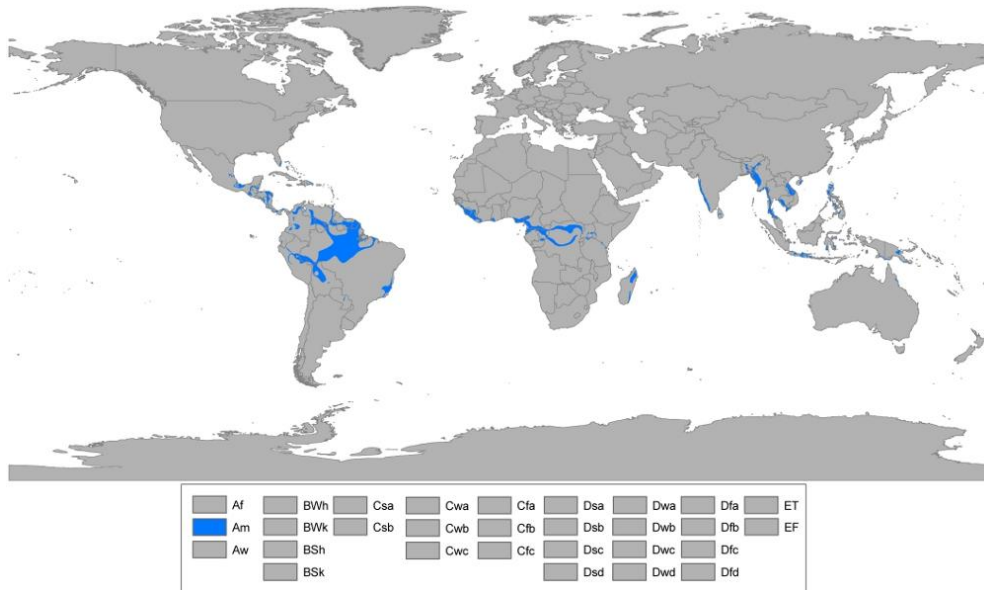 Af BWh Csa Cwa Cfa Dsa Dwa Dfa ET
Am BWk Csb Cwb Cfb Dsb Dwb Dfb EF
Aw BSh Cwc Cfc Dsc Dwc Dfc
BSk Dsd Dwd Dfd